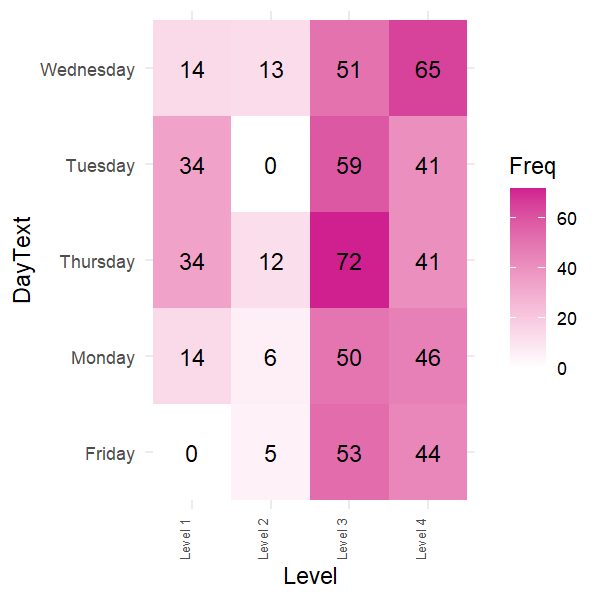 Wednesday 14 13 51 65
Tuesday 34 0 59 41
Thursday 34 12 72 41
Monday 14 6 50 46
Friday 0 5 53 44
Level 1 Level 2 Level 3 Level 4
Level
DayText
Freq
60
40
20
0